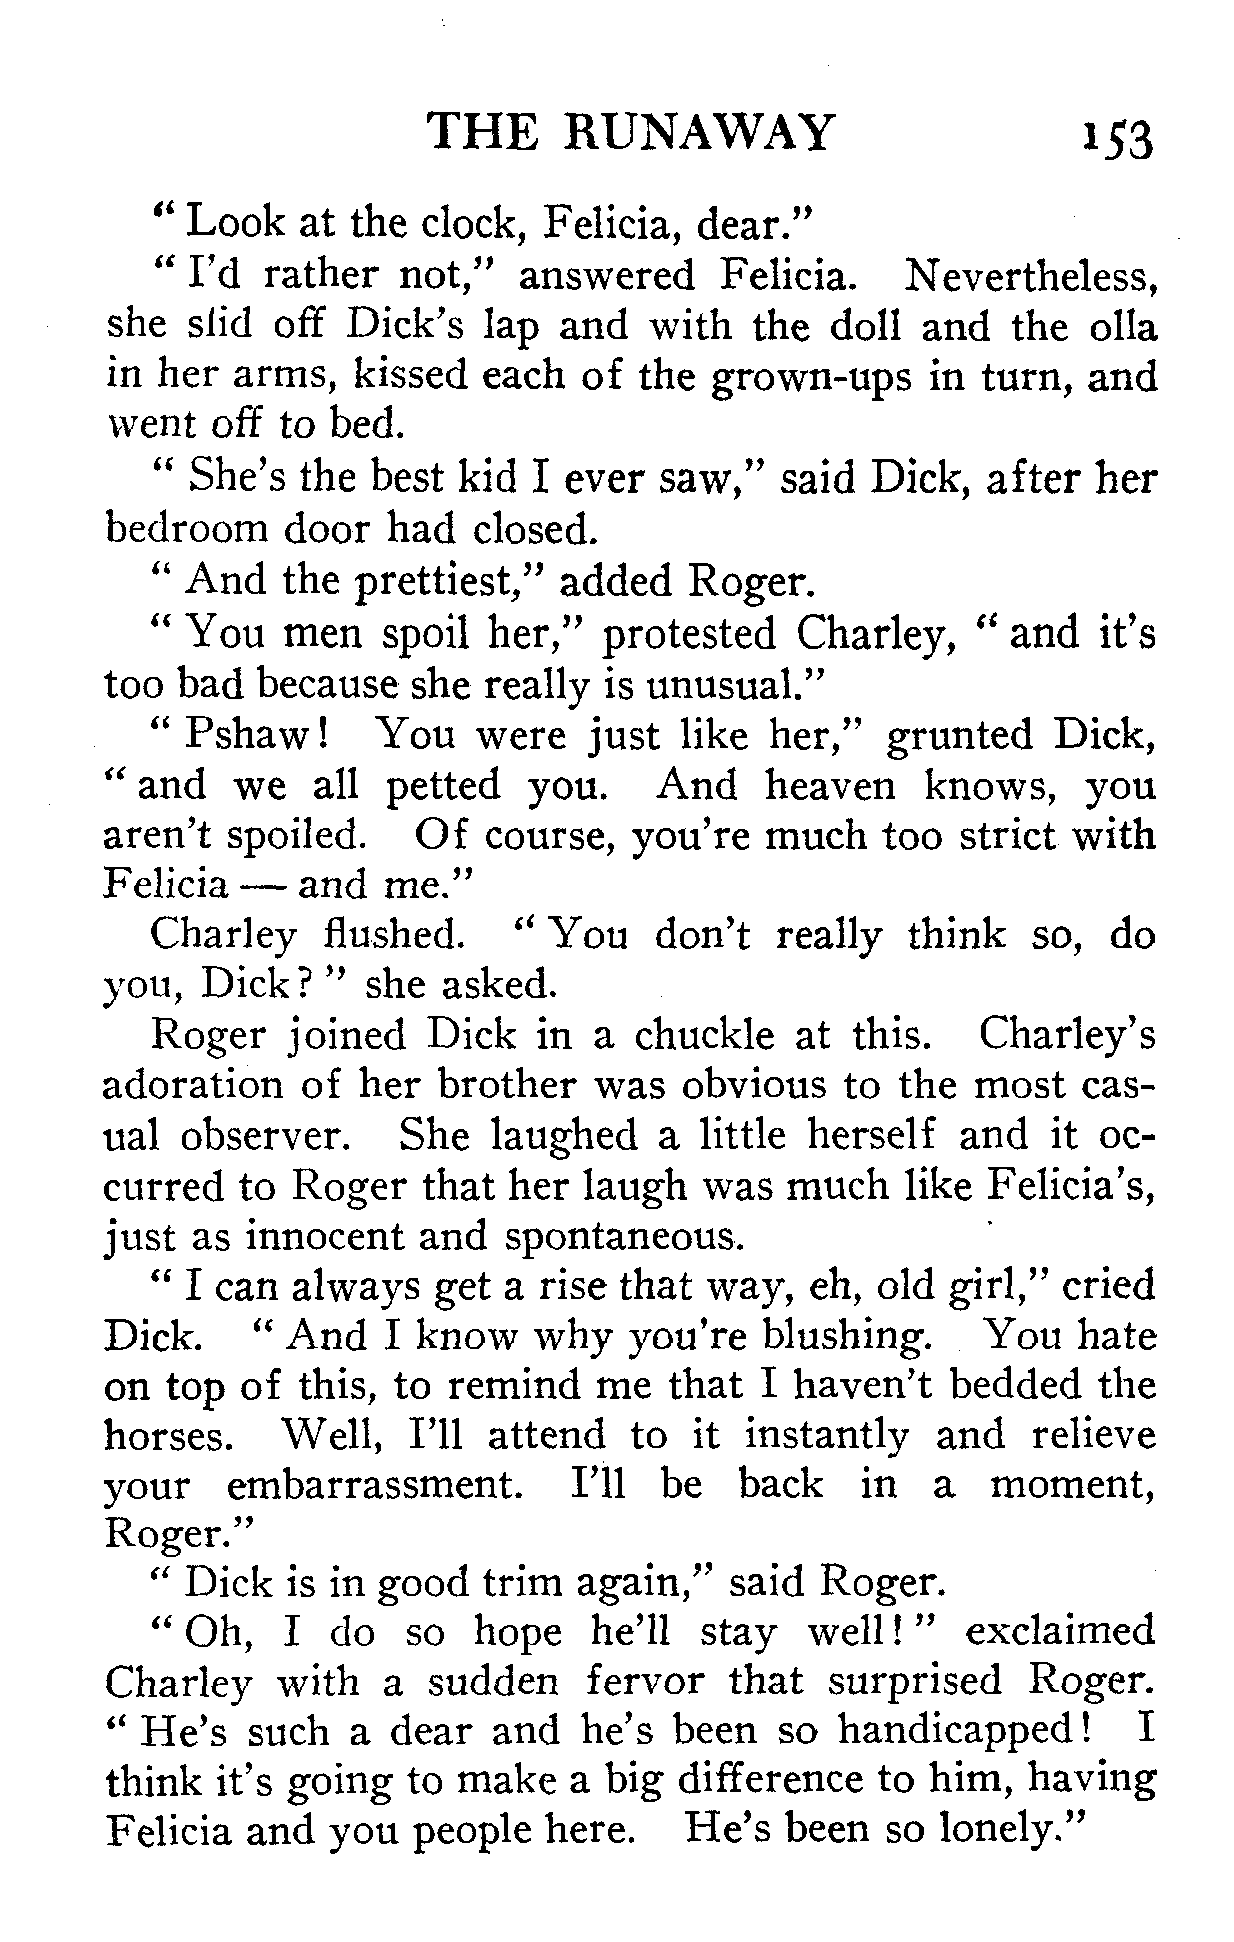 THE RUNAWAY 153
“ Look at the clock, Felicia, dear.”
“ I’d rather not,” answered Felicia. Nevertheless,
she slid off Dick’s lap and with the doll and the olla
in her arms, kissed each of the grown-ups in turn, and
went off to bed.
“ She’s the best kid I ever saw,” said Dick, after her
bedroom door had closed.
“ And the prettiest,” added Roger.
“ You men spoil her,” protested Charley, “ and it’s
too bad because she really is unusual.”
“ Pshaw! You were just like her,” grunted Dick,
“ and we all petted you. And heaven knows, you
aren’t spoiled. Of course, you’re much too strict with
Felicia — and me.”
Charley flushed. “ You don’t really think so, do
you, Dick? ” she asked.
Roger joined Dick in a chuckle at this. Charley’s
adoration of her brother was obvious to the most cas-
ual observer. She laughed a little herself and it oc-
curred to Roger that her laugh was much like Felicia’s,
just as innocent and spontaneous.
“ I can always get a rise that way, eh, old girl,” cried
Dick. “ And I know why you’re blushing. You hate
on top of this, to remind me that I haven’t bedded the
horses. Well, I’ll attend to it instantly and relieve
your embarrassment. I’ll be back in a moment,
Roger.”
“ Dick is in good trim again,” said Roger.
“ Oh, I do so hope he’ll stay well! ” exclaimed
Charley with a sudden fervor that surprised Roger.
“ He’s such a dear and he’s been so handicapped! I
think it’s going to make a big difference to him, having
Felicia and you people here. He’s been so lonely.”